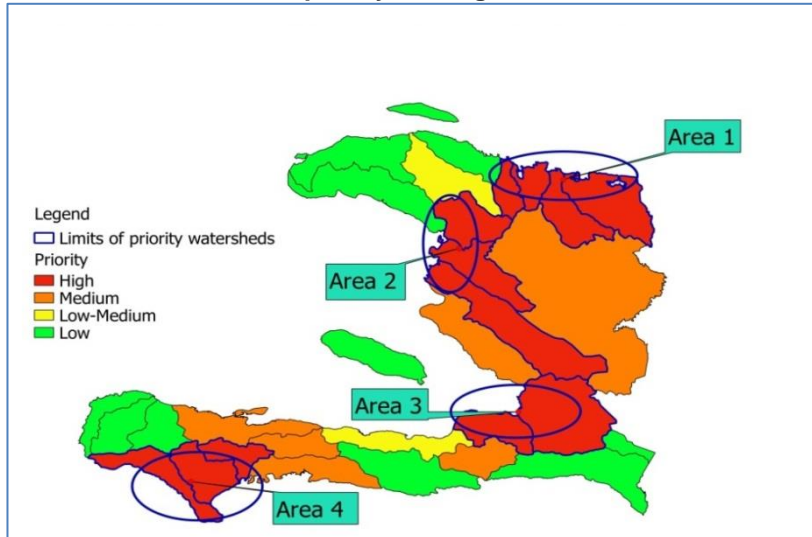 Area 1
Legend
Limits of priority watersheds
Priority
High
Medium
Low-Medium
Low
Area 2
Area 3
Area 4